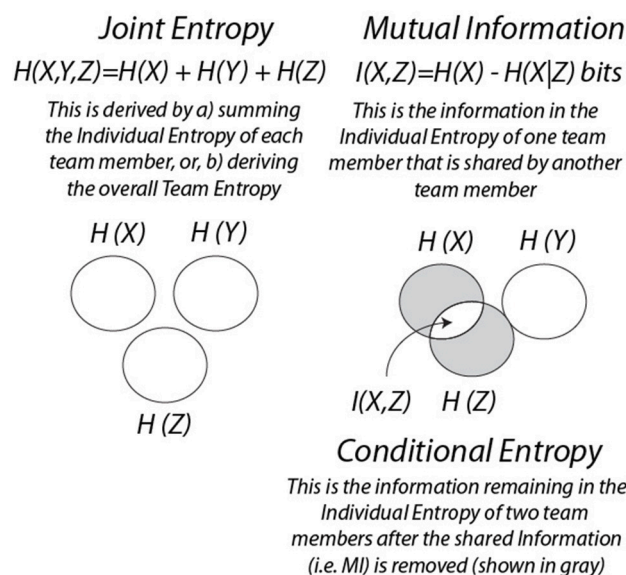 Joint Entropy
H(X,Y,Z)=H(X) + H(Y) + H(Z)
This is derived by a) summing
the Individual Entropy of each
team member, or, b) deriving
the overall Team Entropy
H (X)
H (Y)
H (Z)
Mutual Information
I(X,Z)=H(X) - H(X|Z) bits
This is the information in the
Individual Entropy of one team
member that is shared by another
team member
H (X)
H (Y)
I(X,Z)
H (Z)
Conditional Entropy
This is the information remaining in the
Individual Entropy of two team
members after the shared Information
(i.e. MI) is removed (shown in gray)